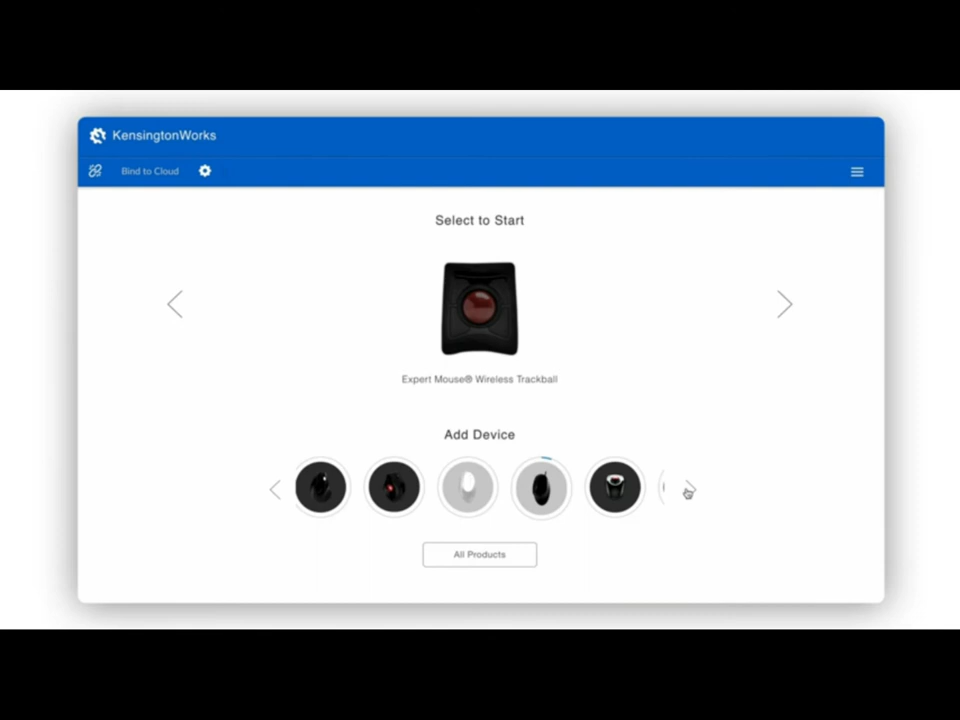 KensingtonWorks
Bind to Cloud
Select to Start
Expert Mouse® Wireless Trackball
Add Device
All Products